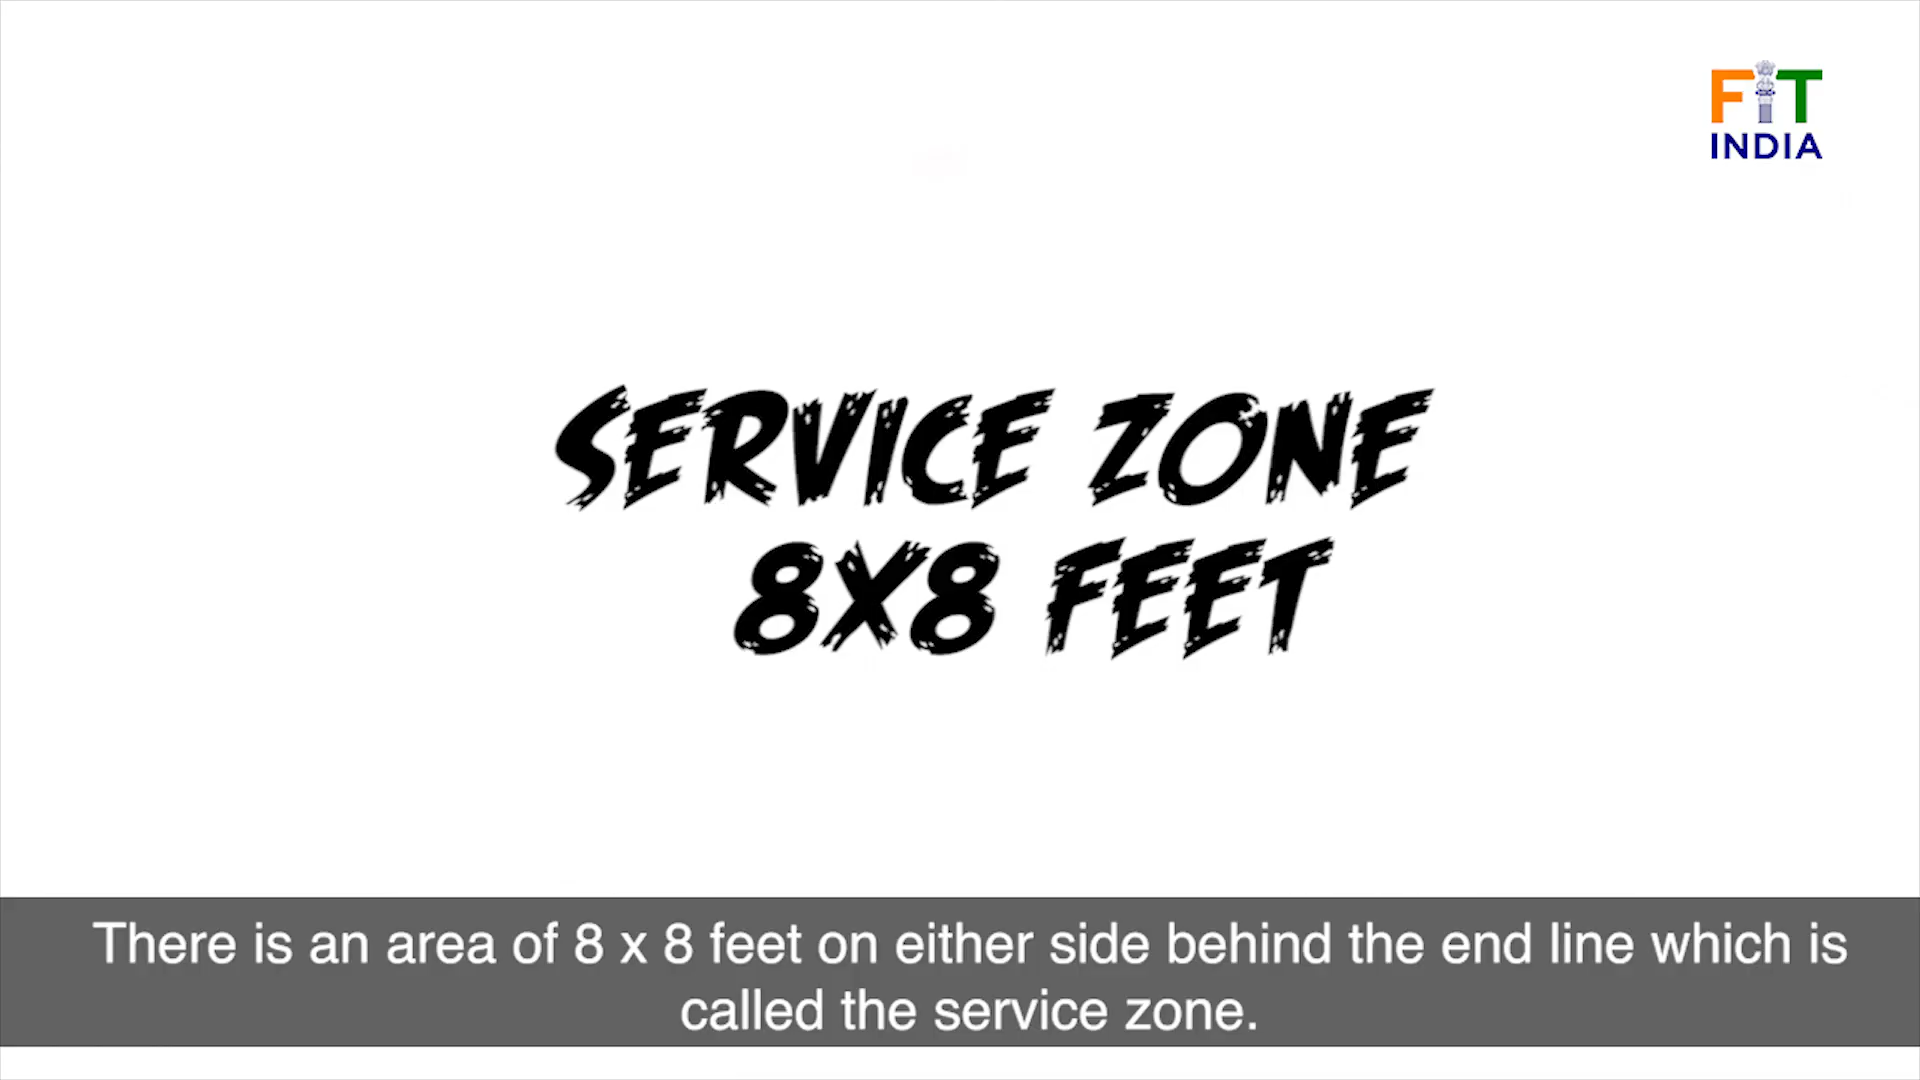 FIT
INDIA
SERVICE ZONE
8X8 FEET
There is an area of 8 x 8 feet on either side behind the end line which is
called the service zone.